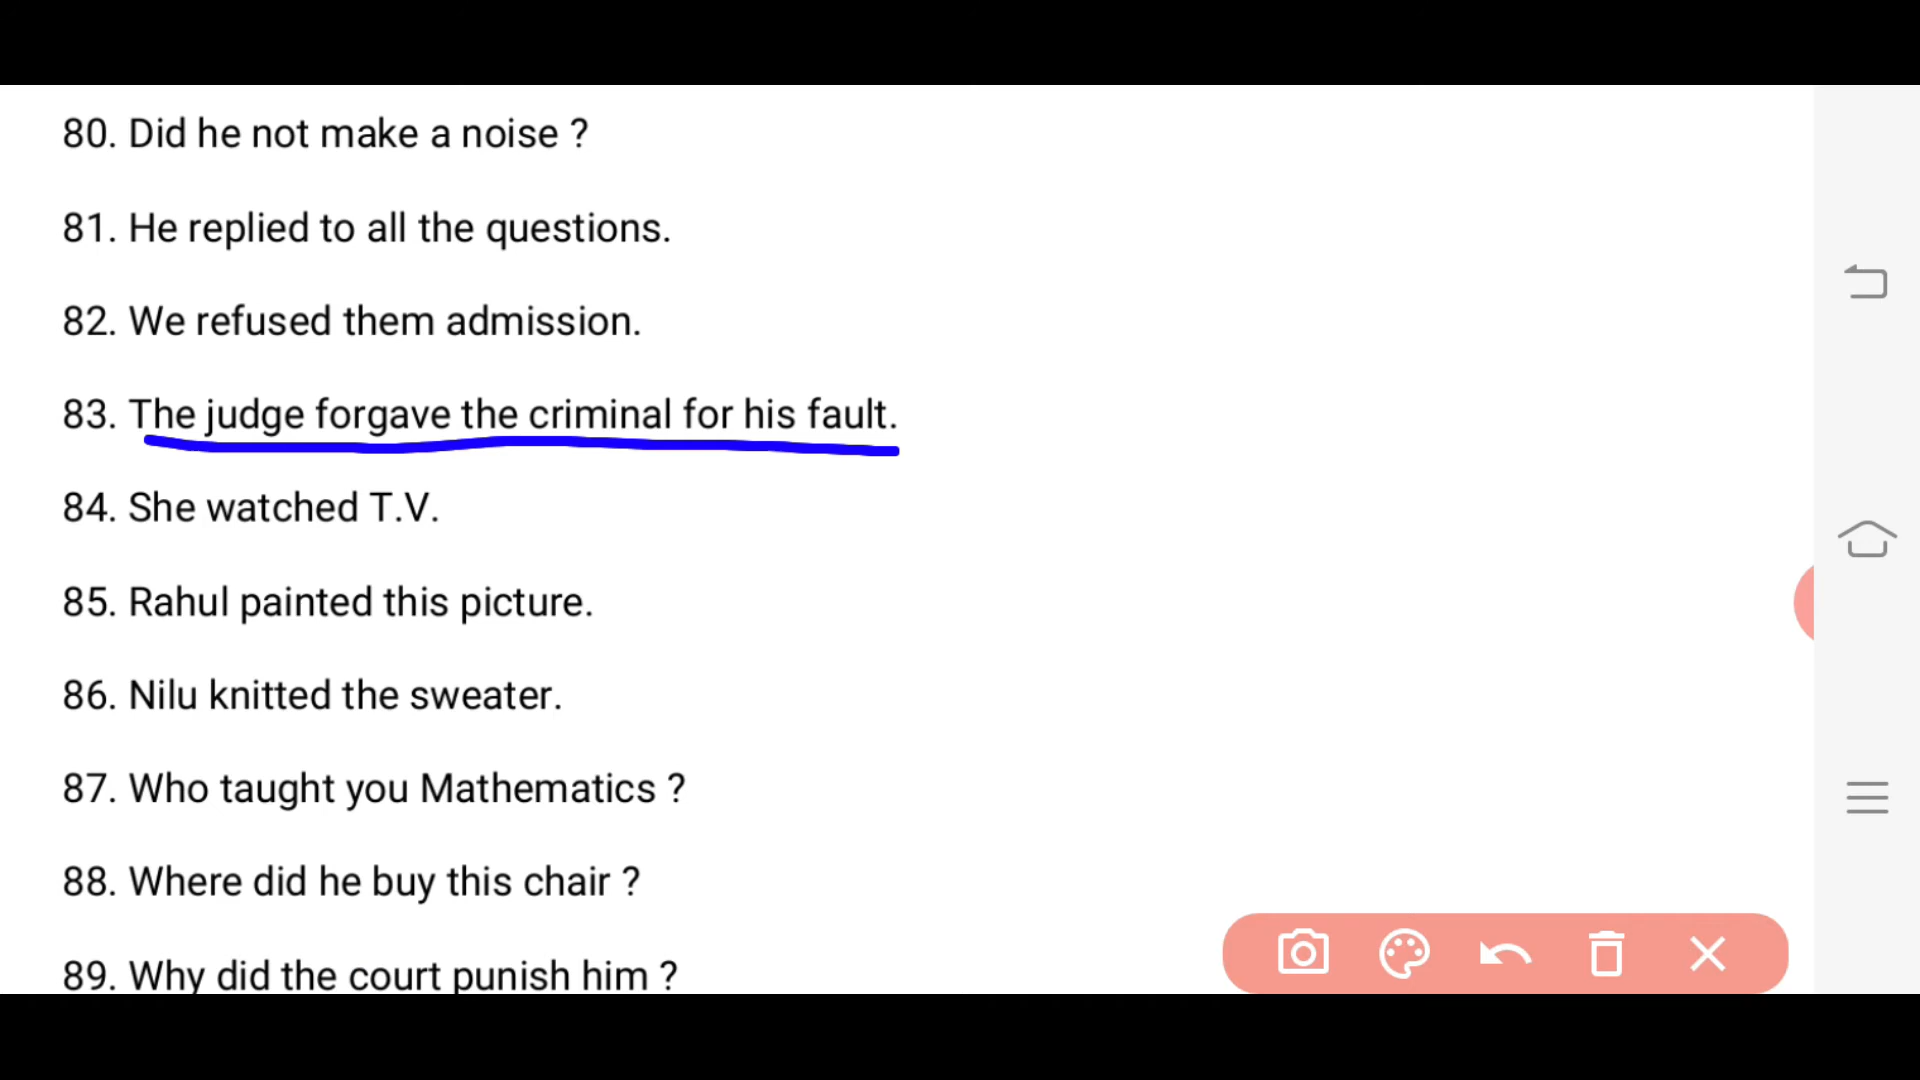 80. Did he not make a noise ?
81. He replied to all the questions.
82. We refused them admission.
83. The judge forgave the criminal for his fault.
84. She watched T.V.
85. Rahul painted this picture.
86. Nilu knitted the sweater.
87. Who taught you Mathematics ?
88. Where did he buy this chair ?
89. Why did the court punish him ?